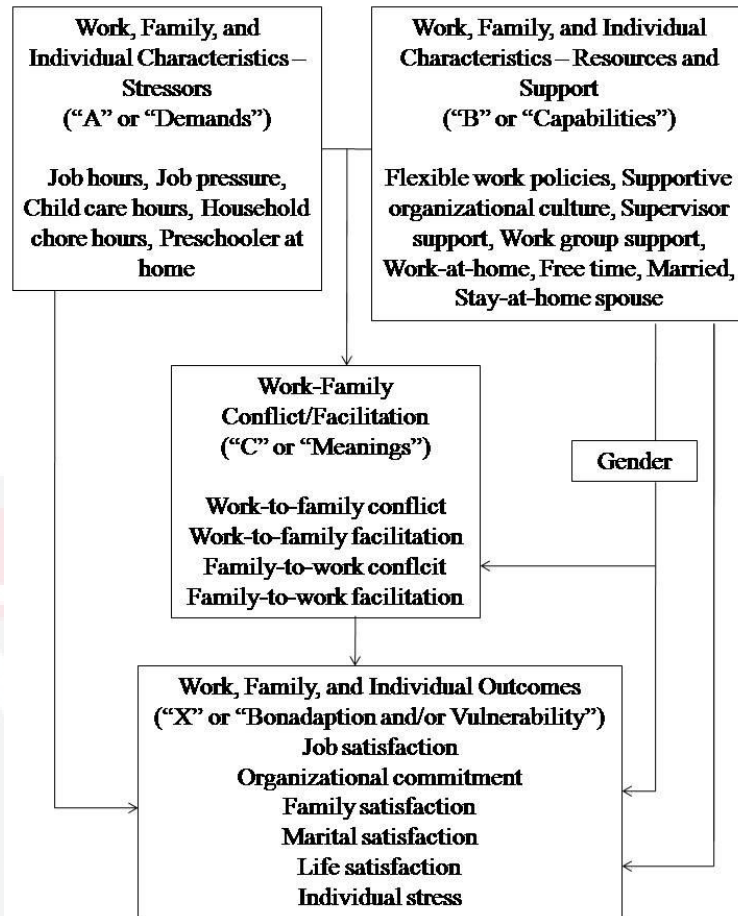 Work, Family, and
Individual Characteristics –
Stressors
(“A” or “Demands”)
Job hours, Job pressure,
Child care hours, Household
chore hours, Preschooler at
home
Work, Family, and Individual
Characteristics – Resources and
Support
(“B” or “Capabilities”)
Flexible work policies, Supportive
organizational culture, Supervisor
support, Work group support,
Work-at-home, Free time, Married,
Stay-at-home spouse
Work-Family
Conflict/Facilitation
(“C” or “Meanings”)
Work-to-family conflict
Work-to-family facilitation
Family-to-work conflcit
Family-to-work facilitation
Gender
Work, Family, and Individual Outcomes
(“X” or “Bonadaption and/or Vulnerability”)
Job satisfaction
Organizational commitment
Family satisfaction
Marital satisfaction
Life satisfaction
Individual stress